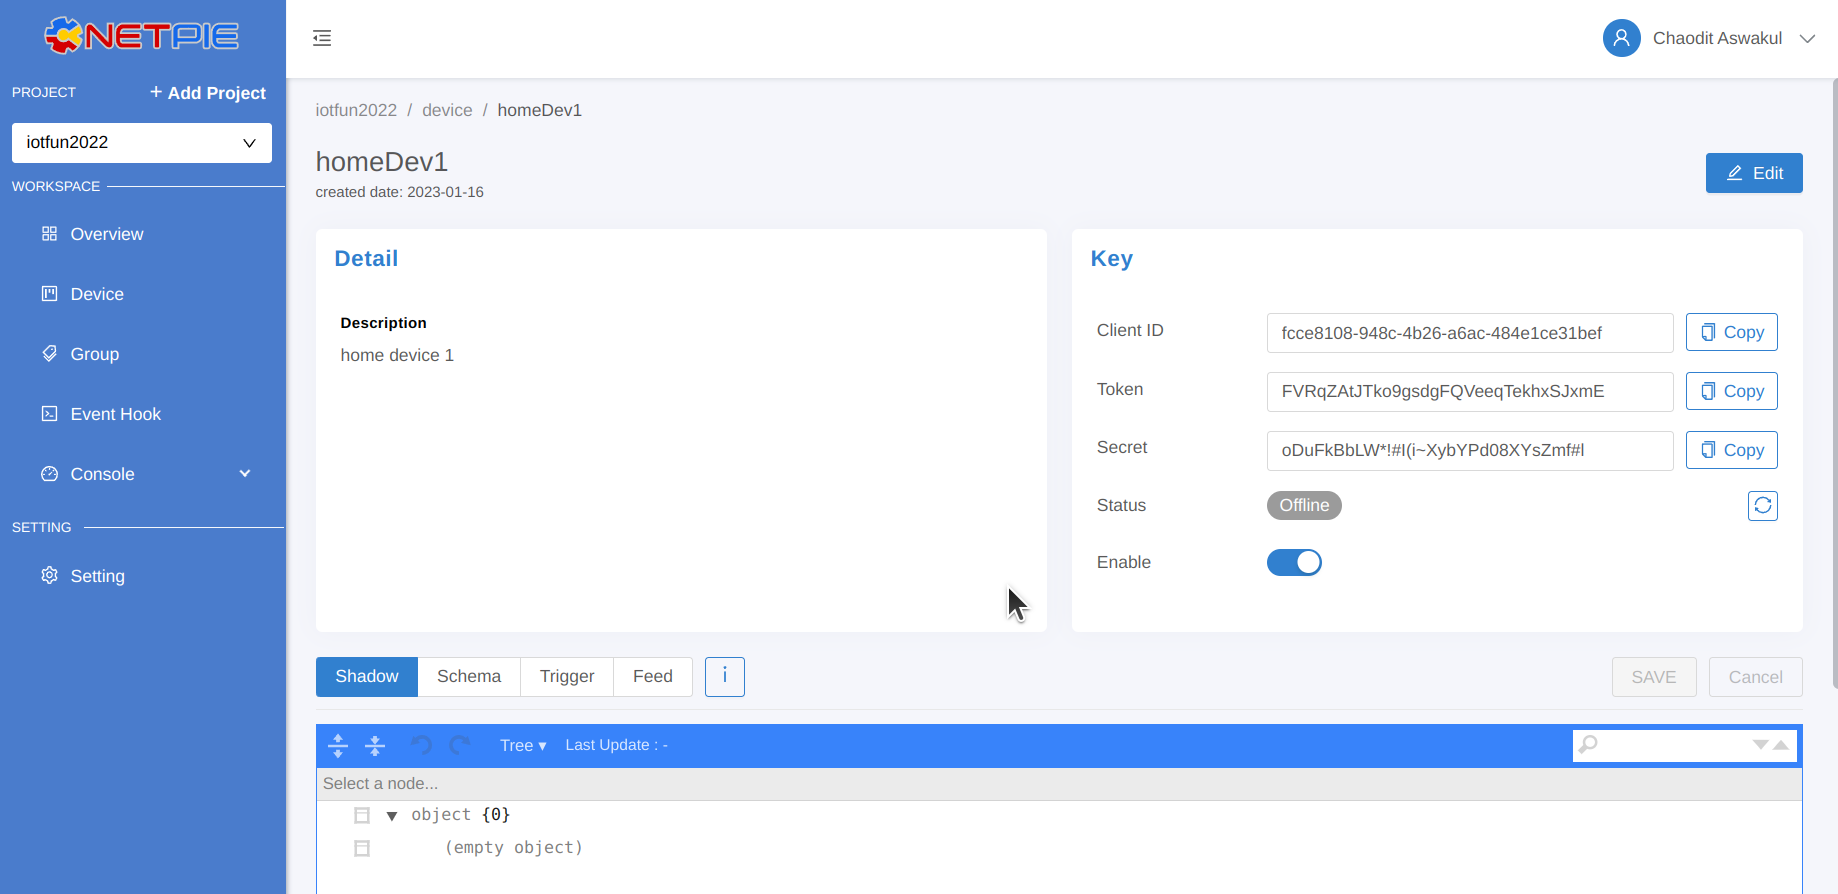 NETPIE
Chaodit Aswakul
PROJECT
+ Add Project
iotfun2022
WORKSPACE
Overview
Device
Group
Event Hook
Console
SETTING
Setting
iotfun2022 / device / homeDev1
homeDev1
created date: 2023-01-16
Edit
Detail
Description
home device 1
Key
Client ID
fcce8108-948c-4b26-a6ac-484e1ce31bef
Copy
Token
FVRqZAtJTko9gsdgFQVeeqTekhxSJxmE
Copy
Secret
oDuFkBbLW*!#I(i~XybYPd08XYsZmf#l
Copy
Status
Offline
Enable
Shadow
Schema
Trigger
Feed
i
SAVE
Cancel
Tree ▾
Last Update : -
Select a node...
object {0}
(empty object)